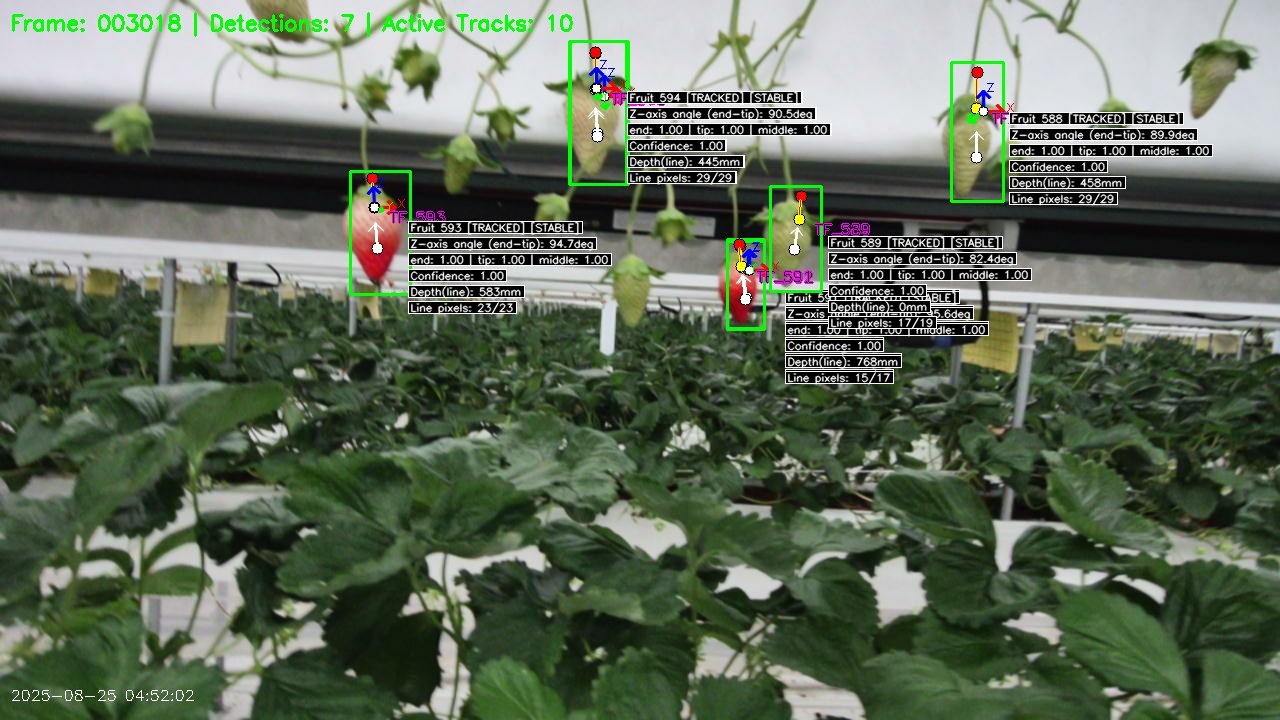 Frame: 003018 | Detections: 7 | Active Tracks: 10
Fruit 594 [TRACKED] [STABLE]
Z-axis angle (end-tip): 90.5deg
end: 1.00 | tip: 1.00 | middle: 1.00
Confidence: 1.00
Depth(line): 445mm
Line pixels: 29/29
Z
X
Fruit 588 [TRACKED] [STABLE]
Z-axis angle (end-tip): 89.9deg
end: 1.00 | tip: 1.00 | middle: 1.00
Confidence: 1.00
Depth(line): 458mm
Line pixels: 29/29
TF_593
Fruit 593 [TRACKED] [STABLE]
Z-axis angle (end-tip): 94.7deg
end: 1.00 | tip: 1.00 | middle: 1.00
Confidence: 1.00
Depth(line): 583mm
Line pixels: 23/23
TF_589
Fruit 589 [TRACKED] [STABLE]
Z-axis angle (end-tip): 82.4deg
end: 1.00 | tip: 1.00 | middle: 1.00
Confidence: 1.00
Depth(line): 0mm
Line pixels: 17/19
end: 1.00 | tip: 1.00 | middle: 1.00
Confidence: 1.00
Depth(line): 768mm
Line pixels: 15/17
2025-08-25 04:52:02